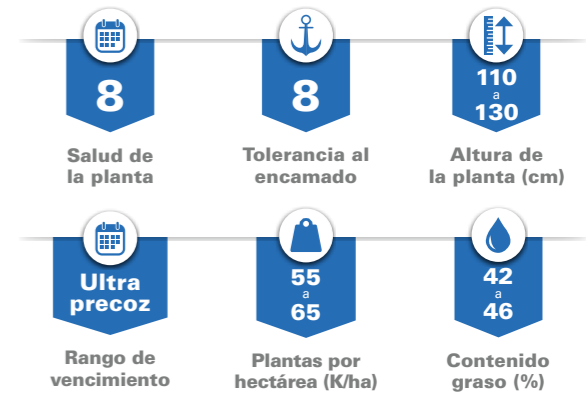 8
Salud de
la planta
8
Tolerancia al
encamado
110
a
130
Altura de
la planta (cm)
Ultra
precoz
Rango de
vencimiento
55
a
65
Plantas por
hectárea (K/ha)
42
a
46
Contenido
graso (%)